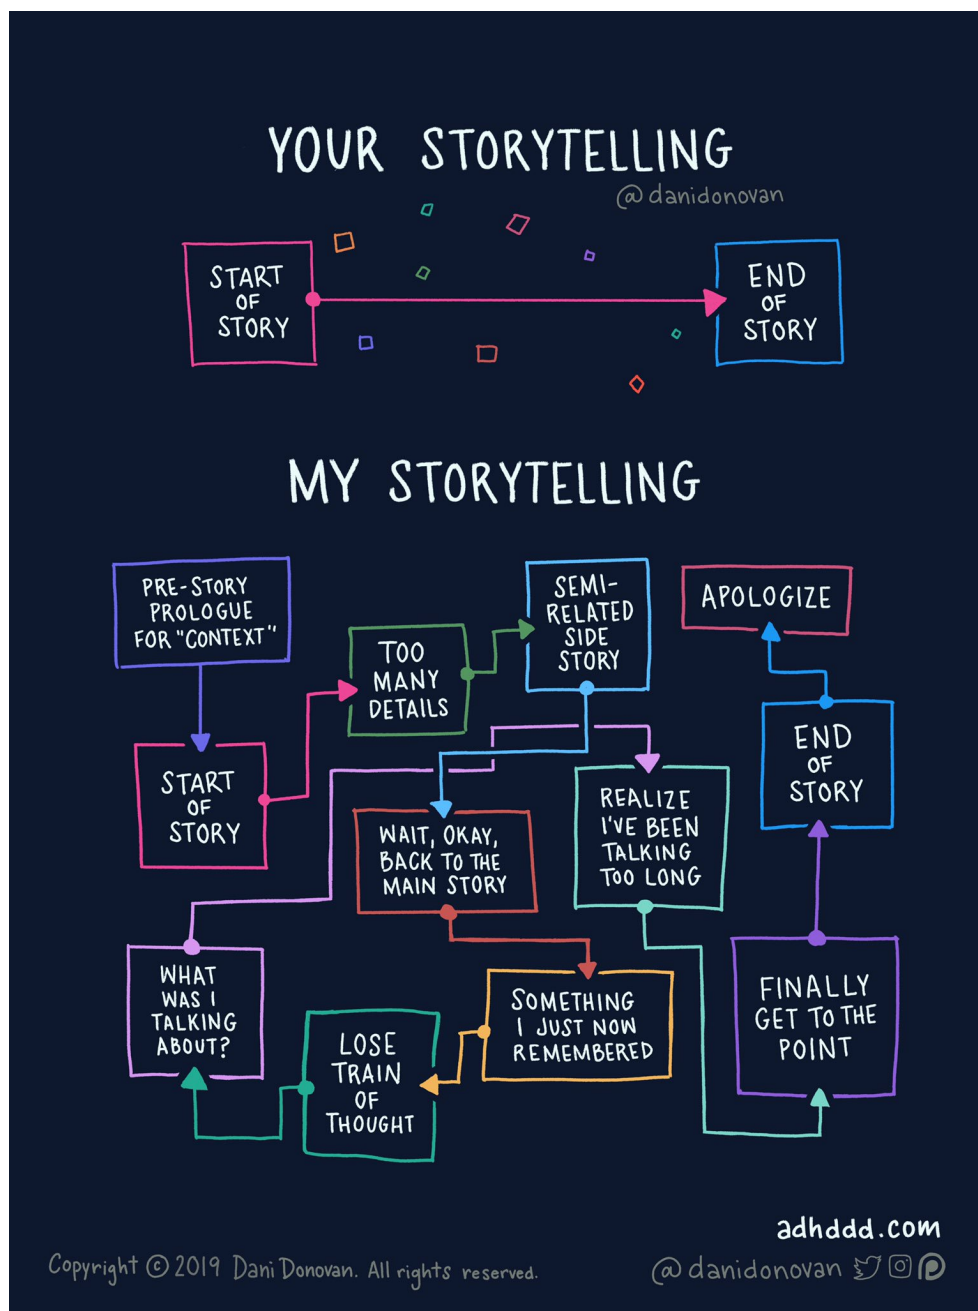 YOUR STORYTELLING
@danidonovan
START
OF
STORY
END
OF
STORY
MY STORYTELLING
PRE-STORY
PROLOGUE
FOR "CONTEXT"
START
OF
STORY
TOO
MANY
DETAILS
SEMI-
RELATED
SIDE
STORY
WAIT, OKAY,
BACK TO THE
MAIN STORY
SOMETHING
I JUST NOW
REMEMBERED
LOSE
TRAIN
OF
THOUGHT
WHAT
WAS I
TALKING
ABOUT?
REALIZE
I'VE BEEN
TALKING
TOO LONG
FINALLY
GET TO THE
POINT
END
OF
STORY
APOLOGIZE
adhddd.com
Copyright © 2019 Dani Donovan. All rights reserved.
@danidonovan